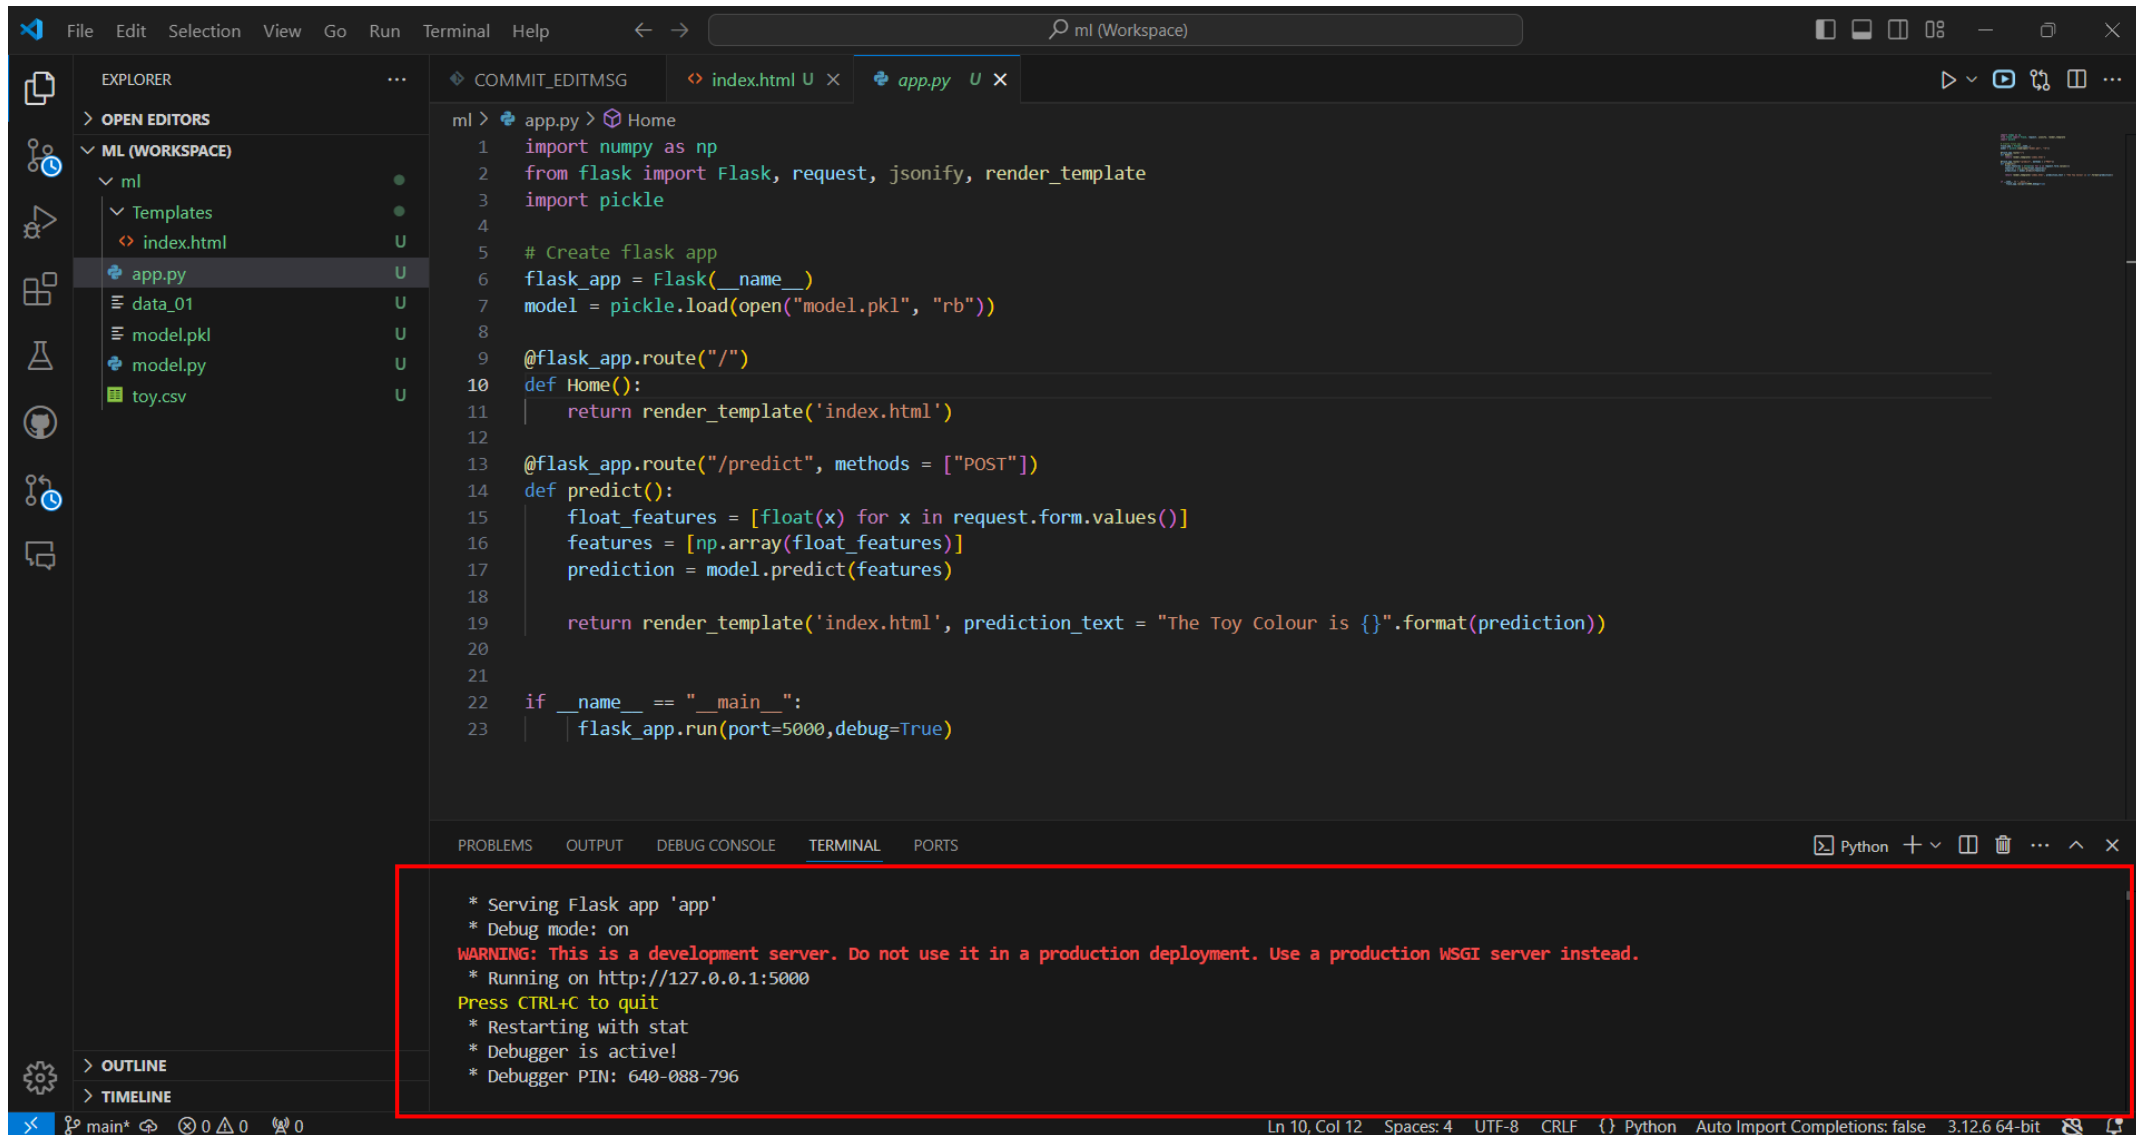 File Edit Selection View Go Run Terminal Help ml (Workspace)
EXPLORER
OPEN EDITORS
ML (WORKSPACE)
ml
Templates
index.html U
app.py U
data_01 U
model.pkl U
model.py U
toy.csv U
OUTLINE
TIMELINE
COMMIT_EDITMSG index.html U app.py U
ml > app.py > Home
1 import numpy as np
2 from flask import Flask, request, jsonify, render_template
3 import pickle
4
5 # Create flask app
6 flask_app = Flask(__name__)
7 model = pickle.load(open("model.pkl", "rb"))
8
9 @flask_app.route("/")
10 def Home():
11     return render_template('index.html')
12
13 @flask_app.route("/predict", methods = ["POST"])
14 def predict():
15     float_features = [float(x) for x in request.form.values()]
16     features = [np.array(float_features)]
17     prediction = model.predict(features)
18
19     return render_template('index.html', prediction_text = "The Toy Colour is {}".format(prediction))
20
21
22 if __name__ == "__main__":
23     flask_app.run(port=5000,debug=True)
PROBLEMS OUTPUT DEBUG CONSOLE TERMINAL PORTS Python
* Serving Flask app 'app'
* Debug mode: on
WARNING: This is a development server. Do not use it in a production deployment. Use a production WSGI server instead.
* Running on http://127.0.0.1:5000
Press CTRL+C to quit
* Restarting with stat
* Debugger is active!
* Debugger PIN: 640-088-796
main* 0 0 0 Ln 10, Col 12 Spaces: 4 UTF-8 CRLF {} Python Auto Import Completions: false 3.12.6 64-bit